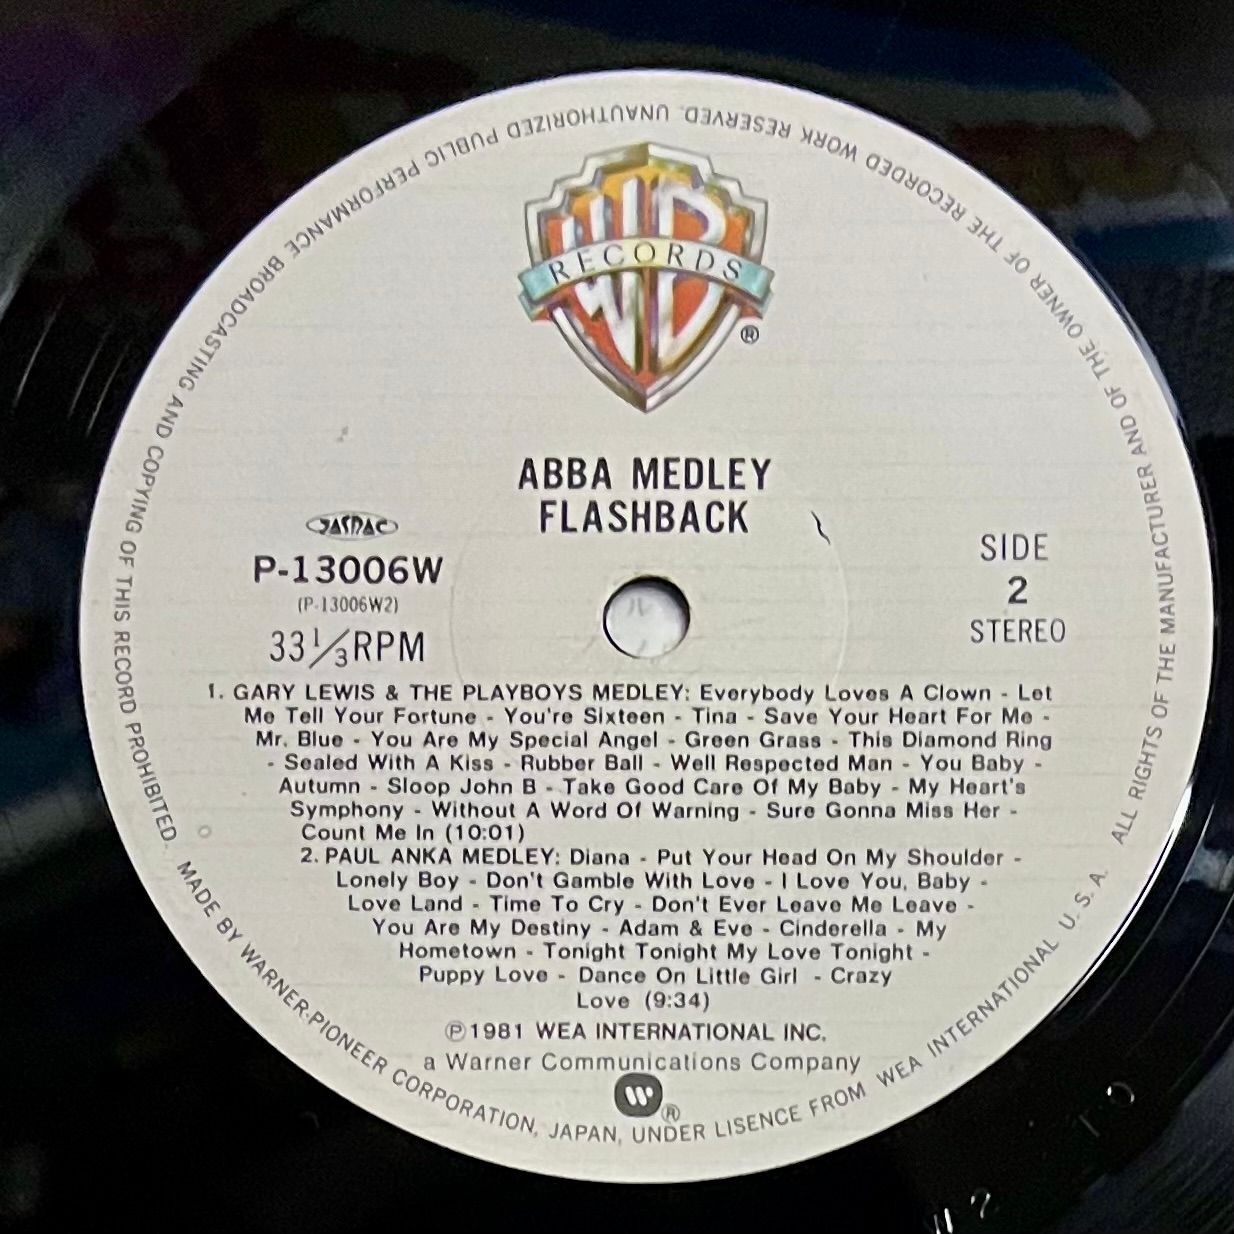 WB
RECORDS
®
ABBA MEDLEY
FLASHBACK
JASRAC
P-13006W
(P-13006W2)
33 1/3 RPM
SIDE
2
STEREO
1. GARY LEWIS & THE PLAYBOYS MEDLEY: Everybody Loves A Clown - Let
Me Tell Your Fortune - You're Sixteen - Tina - Save Your Heart For Me -
Mr. Blue - You Are My Special Angel - Green Grass - This Diamond Ring
- Sealed With A Kiss - Rubber Ball - Well Respected Man - You Baby -
Autumn - Sloop John B - Take Good Care Of My Baby - My Heart's
Symphony - Without A Word Of Warning - Sure Gonna Miss Her -
Count Me In (10:01)
2. PAUL ANKA MEDLEY: Diana - Put Your Head On My Shoulder -
Lonely Boy - Don't Gamble With Love - I Love You, Baby -
Love Land - Time To Cry - Don't Ever Leave Me Leave -
You Are My Destiny - Adam & Eve - Cinderella - My
Hometown - Tonight Tonight My Love Tonight -
Puppy Love - Dance On Little Girl - Crazy
Love (9:34)
℗1981 WEA INTERNATIONAL INC.
a Warner Communications Company
W®
MADE BY WARNER-PIONEER CORPORATION, JAPAN, UNDER LISENCE FROM WEA INTERNATIONAL U. S. A.
ALL RIGHTS OF THE MANUFACTURER AND OF THE OWNER OF THE RECORDED WORK RESERVED. UNAUTHORIZED PUBLIC PERFORMANCE BROADCASTING AND COPYING OF THIS RECORD PROHIBITED.